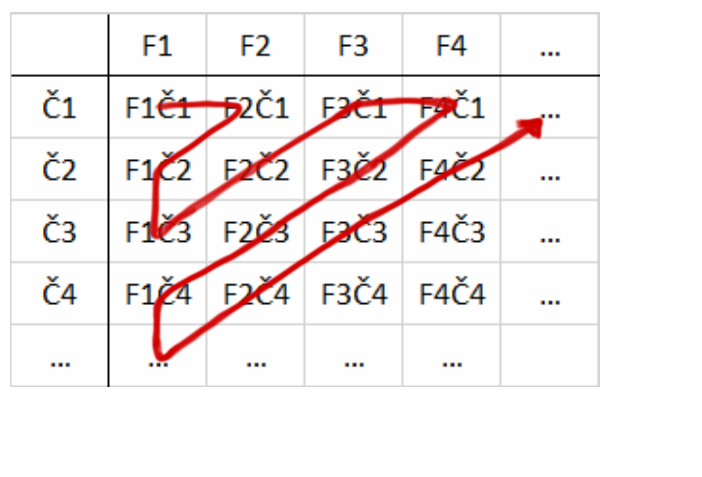 F1 F2 F3 F4 ...
Č1 F1Č1 F2Č1 F3Č1 F4Č1 ...
Č2 F1Č2 F2Č2 F3Č2 F4Č2 ...
Č3 F1Č3 F2Č3 F3Č3 F4Č3 ...
Č4 F1Č4 F2Č4 F3Č4 F4Č4 ...
... ... ... ... ...